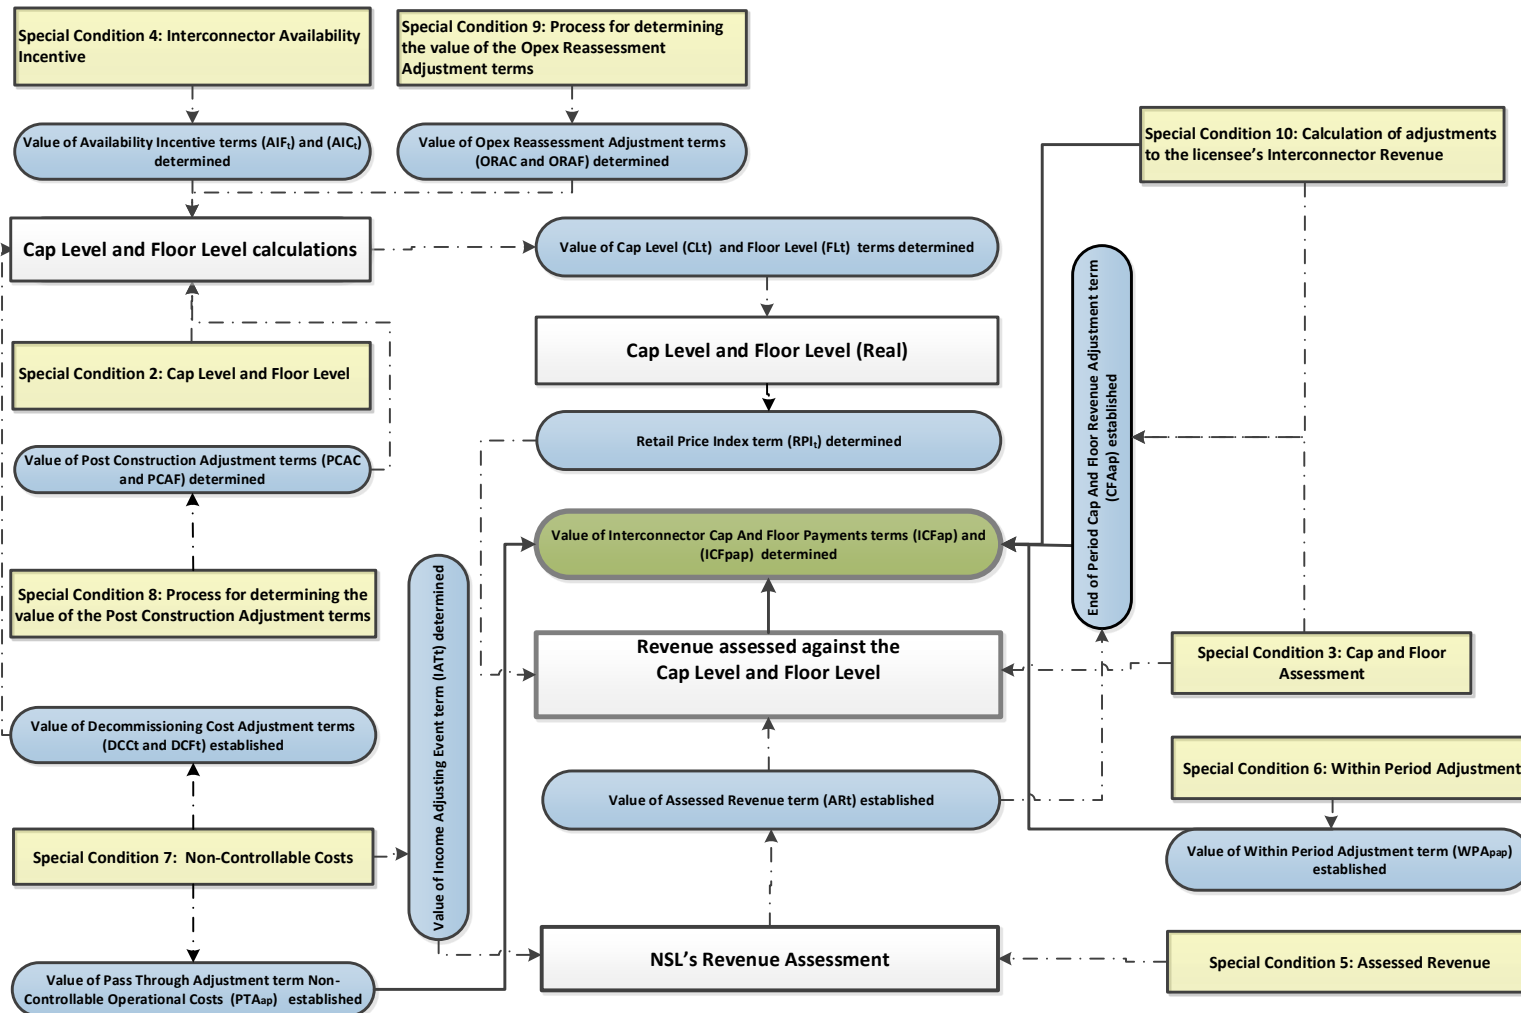 Special Condition 4: Interconnector Availability
Incentive
Special Condition 9: Process for determining
the value of the Opex Reassessment
Adjustment terms
Special Condition 10: Calculation of adjustments
to the licensee's Interconnector Revenue
Value of Availability Incentive terms (AIFt) and (AICt)
determined
Value of Opex Reassessment Adjustment terms
(ORAC and ORAF) determined
Cap Level and Floor Level calculations
Value of Cap Level (CLt) and Floor Level (FLt) terms determined
Cap Level and Floor Level (Real)
Special Condition 2: Cap Level and Floor Level
Retail Price Index term (RPIt) determined
End of Period Cap And Floor Revenue Adjustment term
(CFAap) established
Value of Post Construction Adjustment terms (PCAC
and PCAF) determined
Value of Interconnector Cap And Floor Payments terms (ICFap) and
(ICFpap) determined
Special Condition 8: Process for determining the
value of the Post Construction Adjustment terms
Value of Income Adjusting Event term (IATt) determined
Revenue assessed against the
Cap Level and Floor Level
Special Condition 3: Cap and Floor
Assessment
Value of Decommissioning Cost Adjustment terms
(DCCt and DCFt) established
Special Condition 6: Within Period Adjustment
Value of Assessed Revenue term (ARt) established
Special Condition 7: Non-Controllable Costs
Value of Within Period Adjustment term (WPApap)
established
NSL's Revenue Assessment
Special Condition 5: Assessed Revenue
Value of Pass Through Adjustment term Non-
Controllable Operational Costs (PTAap) established